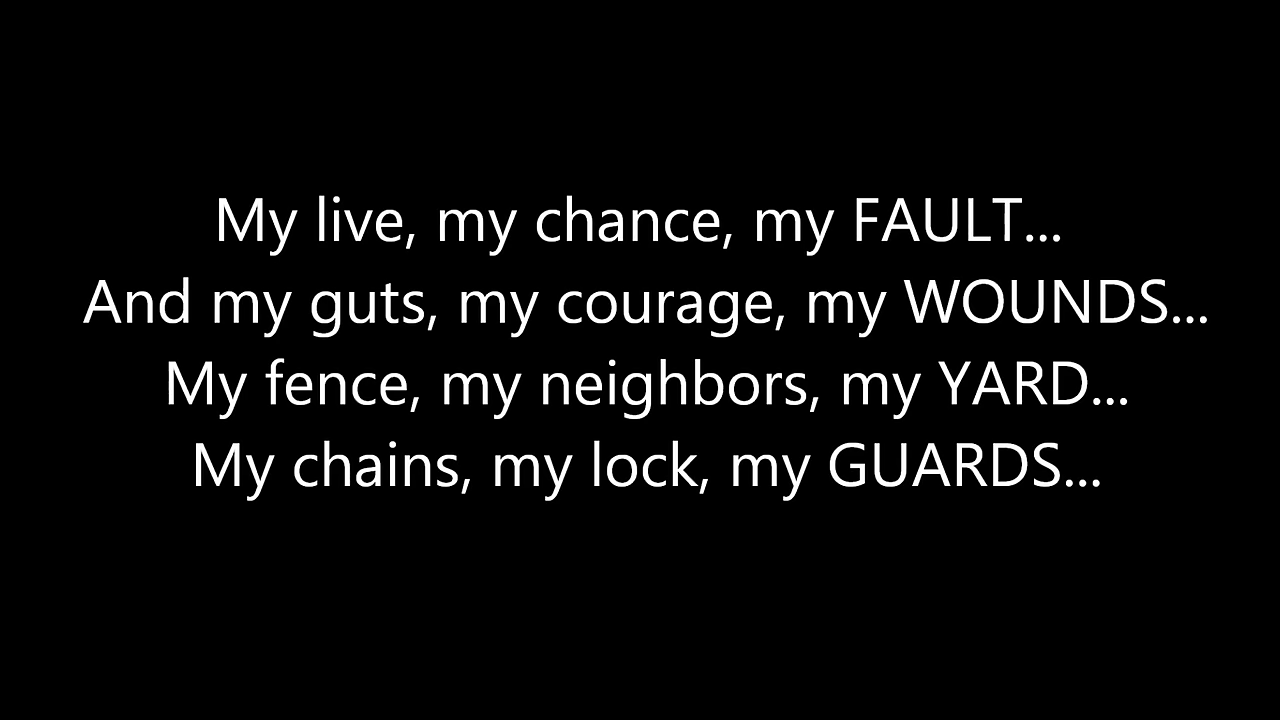 My live, my chance, my FAULT...
And my guts, my courage, my WOUNDS...
My fence, my neighbors, my YARD...
My chains, my lock, my GUARDS...